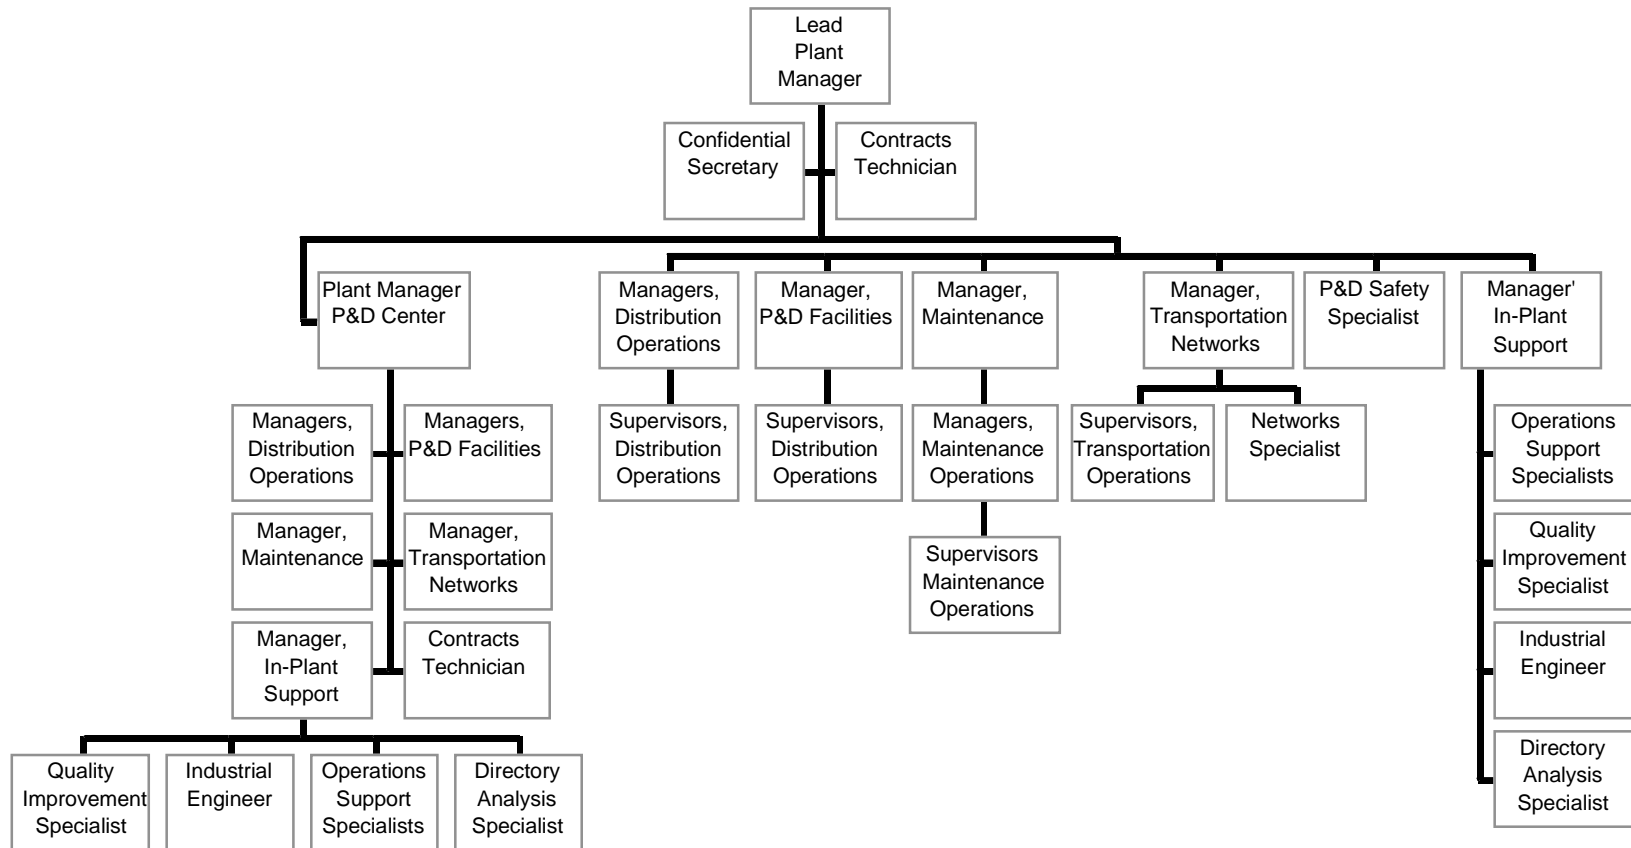 Lead
Plant
Manager
Confidential
Secretary
Contracts
Technician
Plant Manager
P&D Center
Managers,
Distribution
Operations
Manager,
P&D Facilities
Manager,
Maintenance
Manager,
Transportation
Networks
P&D Safety
Specialist
Manager'
In-Plant
Support
Managers,
Distribution
Operations
Managers,
P&D Facilities
Supervisors,
Distribution
Operations
Supervisors,
Distribution
Operations
Managers,
Maintenance
Operations
Supervisors,
Transportation
Operations
Networks
Specialist
Operations
Support
Specialists
Manager,
Maintenance
Manager,
Transportation
Networks
Supervisors
Maintenance
Operations
Quality
Improvement
Specialist
Manager,
In-Plant
Support
Contracts
Technician
Industrial
Engineer
Quality
Improvement
Specialist
Industrial
Engineer
Operations
Support
Specialists
Directory
Analysis
Specialist
Directory
Analysis
Specialist